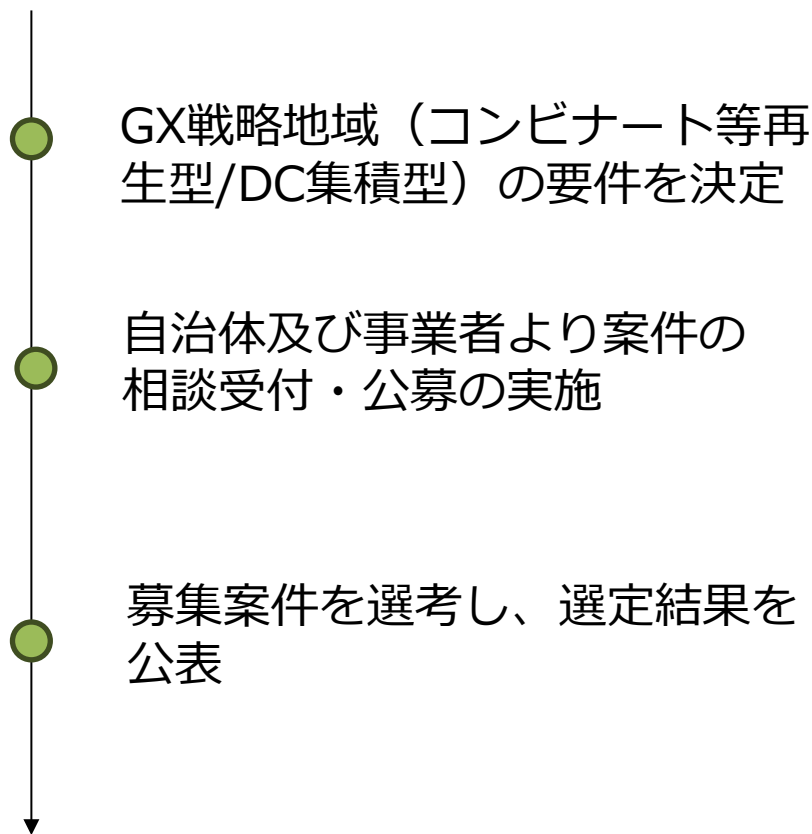 GX戦略地域（コンビナート等再
生型/DC集積型）の要件を決定
自治体及び事業者より案件の
相談受付・公募の実施
募集案件を選考し、選定結果を
公表